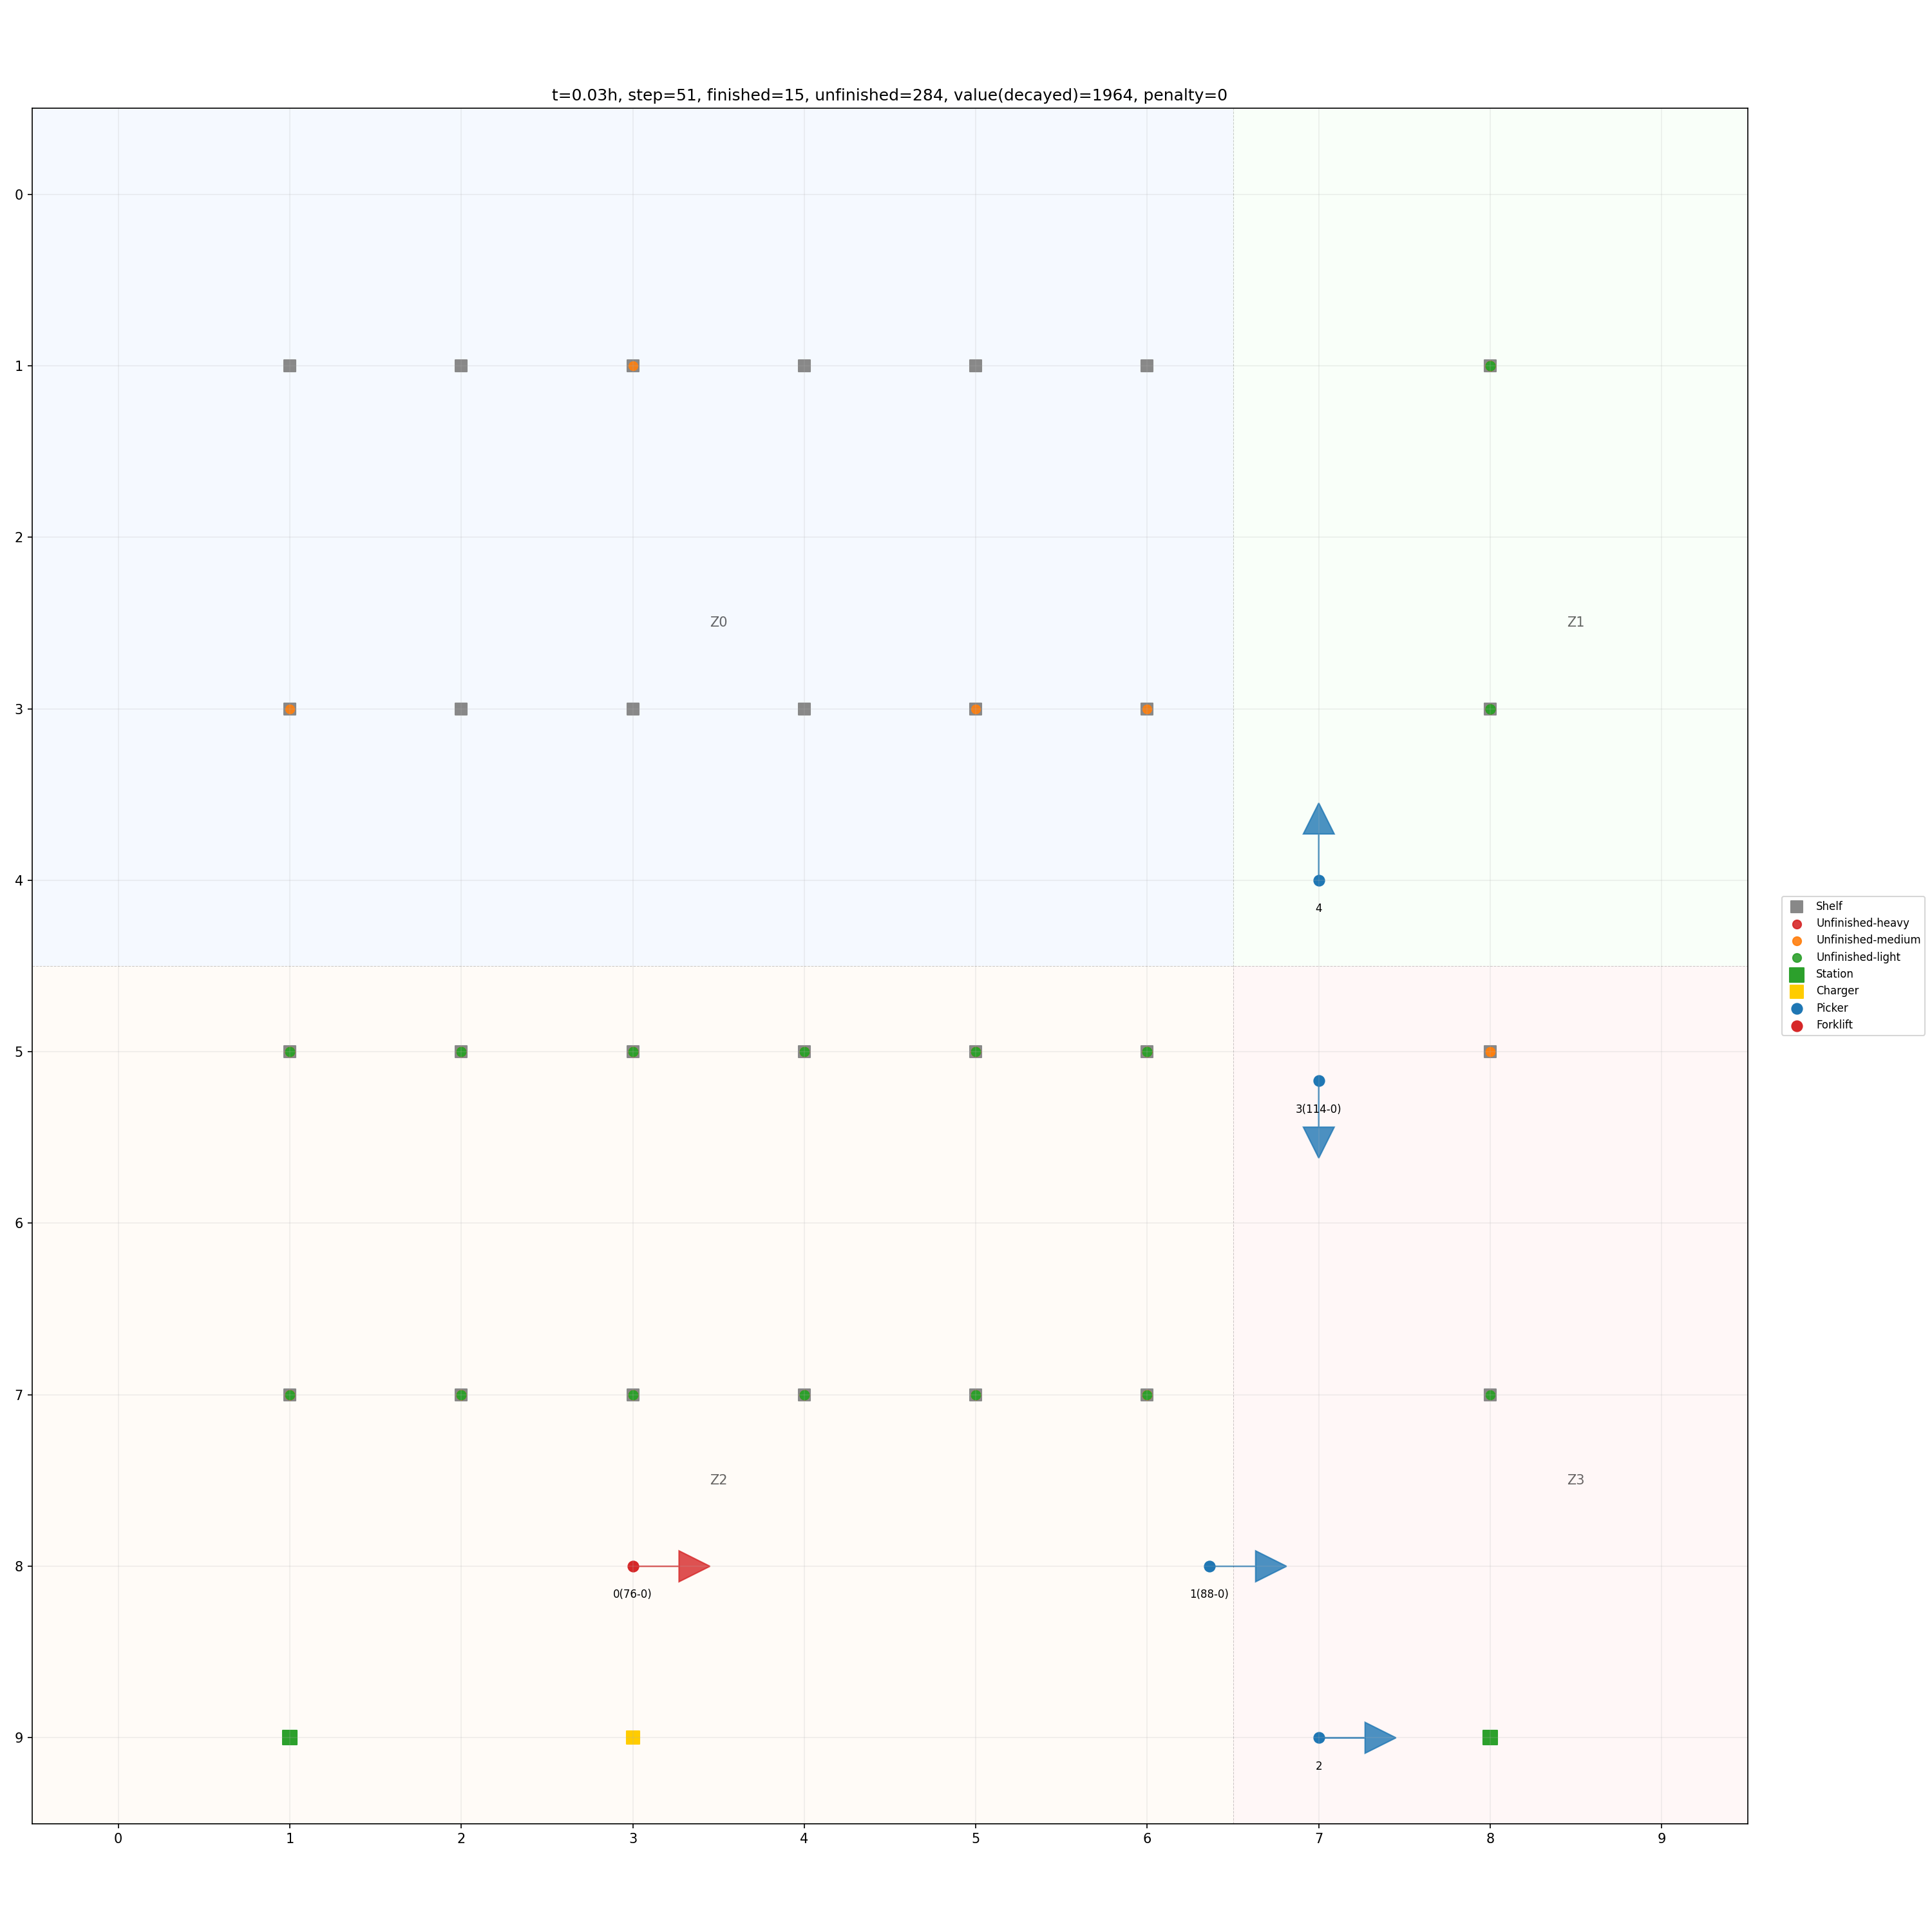 t=0.03h, step=51, finished=15, unfinished=284, value(decayed)=1964, penalty=0
0
1
2
Z0
Z1
3
4
4
Shelf
Unfinished-heavy
Unfinished-medium
Unfinished-light
Station
Charger
Picker
Forklift
5
3(114-0)
6
7
Z2
Z3
8
0(76-0)
1(88-0)
9
2
0
1
2
3
4
5
6
7
8
9